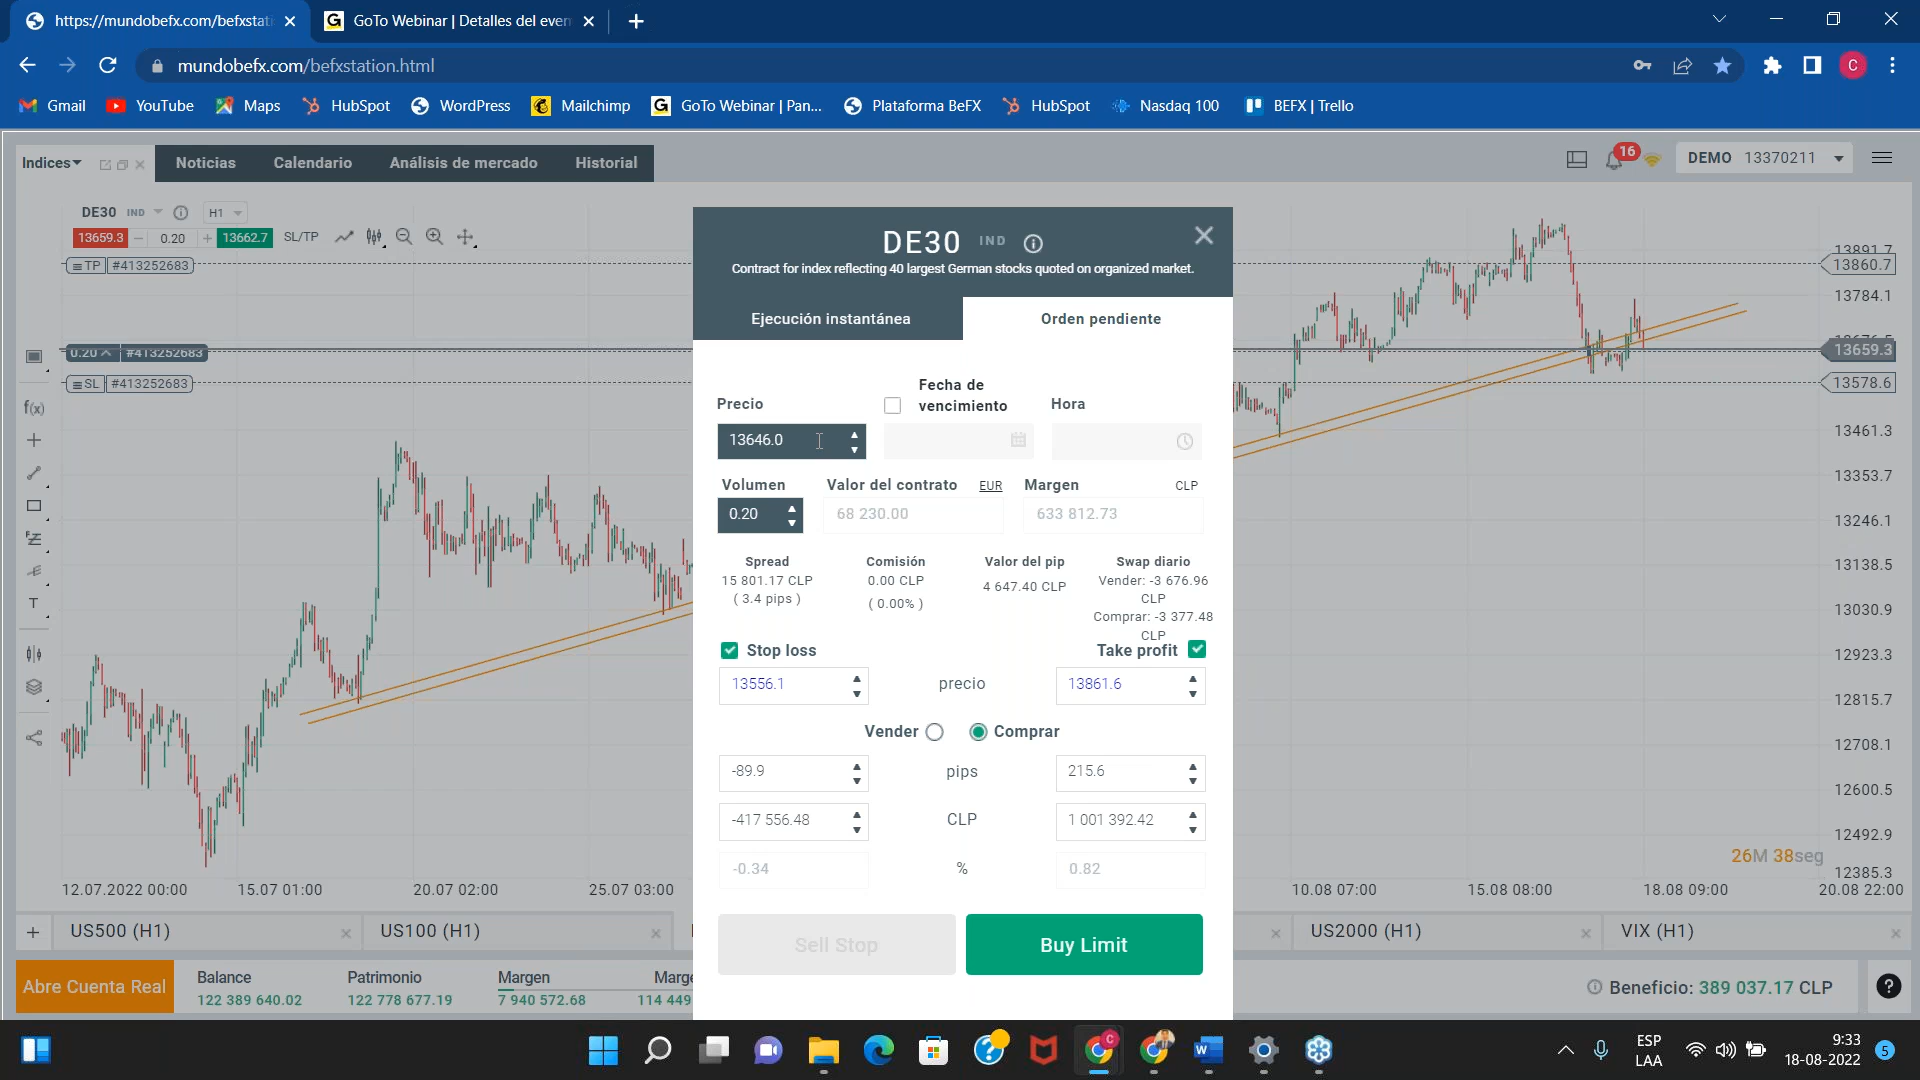 https://mundobefx.com/befxstati
GoTo Webinar | Detalles del even
mundobefx.com/befxstation.html
Gmail
YouTube
Maps
HubSpot
WordPress
Mailchimp
GoTo Webinar | Pan...
Plataforma BeFX
HubSpot
Nasdaq 100
BEFX | Trello
Indices
Noticias
Calendario
Análisis de mercado
Historial
16
DEMO 13370211
DE30 IND
H1
13659.3
0.20
13662.7
SL/TP
TP #413252683
0.20 #413252683
SL #413252683
DE30 IND
Contract for index reflecting 40 largest German stocks quoted on organized market.
Ejecución instantánea
Orden pendiente
Precio
Fecha de
vencimiento
Hora
13646.0
Volumen
Valor del contrato
EUR
Margen
CLP
0.20
68 230.00
633 812.73
Spread
15 801.17 CLP
( 3.4 pips )
Comisión
0.00 CLP
( 0.00% )
Valor del pip
4 647.40 CLP
Swap diario
Vender: -3 676.96
CLP
Comprar: -3 377.48
CLP
Stop loss
Take profit
13556.1
precio
13861.6
Vender
Comprar
-89.9
pips
215.6
-417 556.48
CLP
1 001 392.42
-0.34
%
0.82
Sell Stop
Buy Limit
13891.7
13860.7
13784.1
13659.3
13578.6
13461.3
13353.7
13246.1
13138.5
13030.9
12923.3
12815.7
12708.1
12600.5
12492.9
12385.3
26M 38seg
12.07.2022 00:00
15.07 01:00
20.07 02:00
25.07 03:00
10.08 07:00
15.08 08:00
18.08 09:00
20.08 22:00
US500 (H1)
US100 (H1)
US2000 (H1)
VIX (H1)
Abre Cuenta Real
Balance
122 389 640.02
Patrimonio
122 778 677.19
Margen
7 940 572.68
Marge
114 449
Beneficio: 389 037.17 CLP
ESP
LAA
9:33
18-08-2022
5